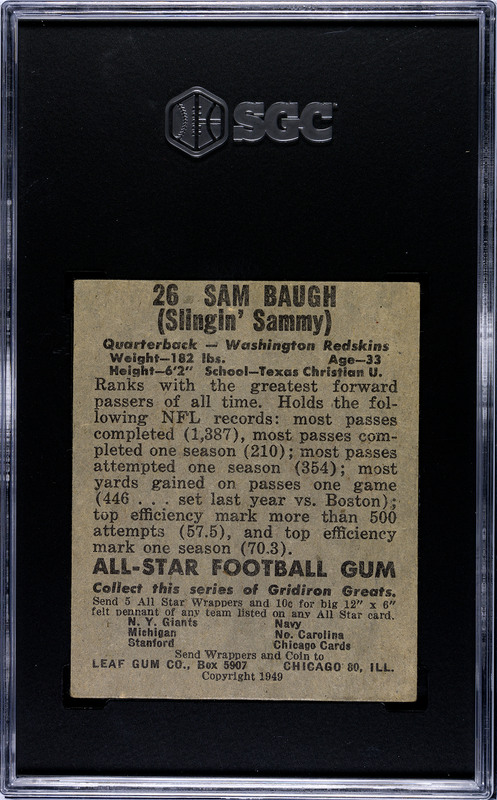 SGC
26 SAM BAUGH
(Slingin' Sammy)
Quarterback — Washington Redskins
Weight—182 lbs. Age—33
Height—6'2" School—Texas Christian U.
Ranks with the greatest forward
passers of all time. Holds the fol-
lowing NFL records: most passes
completed (1,387), most passes com-
pleted one season (210); most passes
attempted one season (354); most
yards gained on passes one game
(446 . . . set last year vs. Boston);
top efficiency mark more than 500
attempts (57.5), and top efficiency
mark one season (70.3).
ALL-STAR FOOTBALL GUM
Collect this series of Gridiron Greats.
Send 5 All Star Wrappers and 10c for big 12" x 6"
felt pennant of any team listed on any All Star card.
N. Y. Giants Navy
Michigan No. Carolina
Stanford Chicago Cards
Send Wrappers and Coin to
LEAF GUM CO., Box 5907 CHICAGO 80, ILL.
Copyright 1949